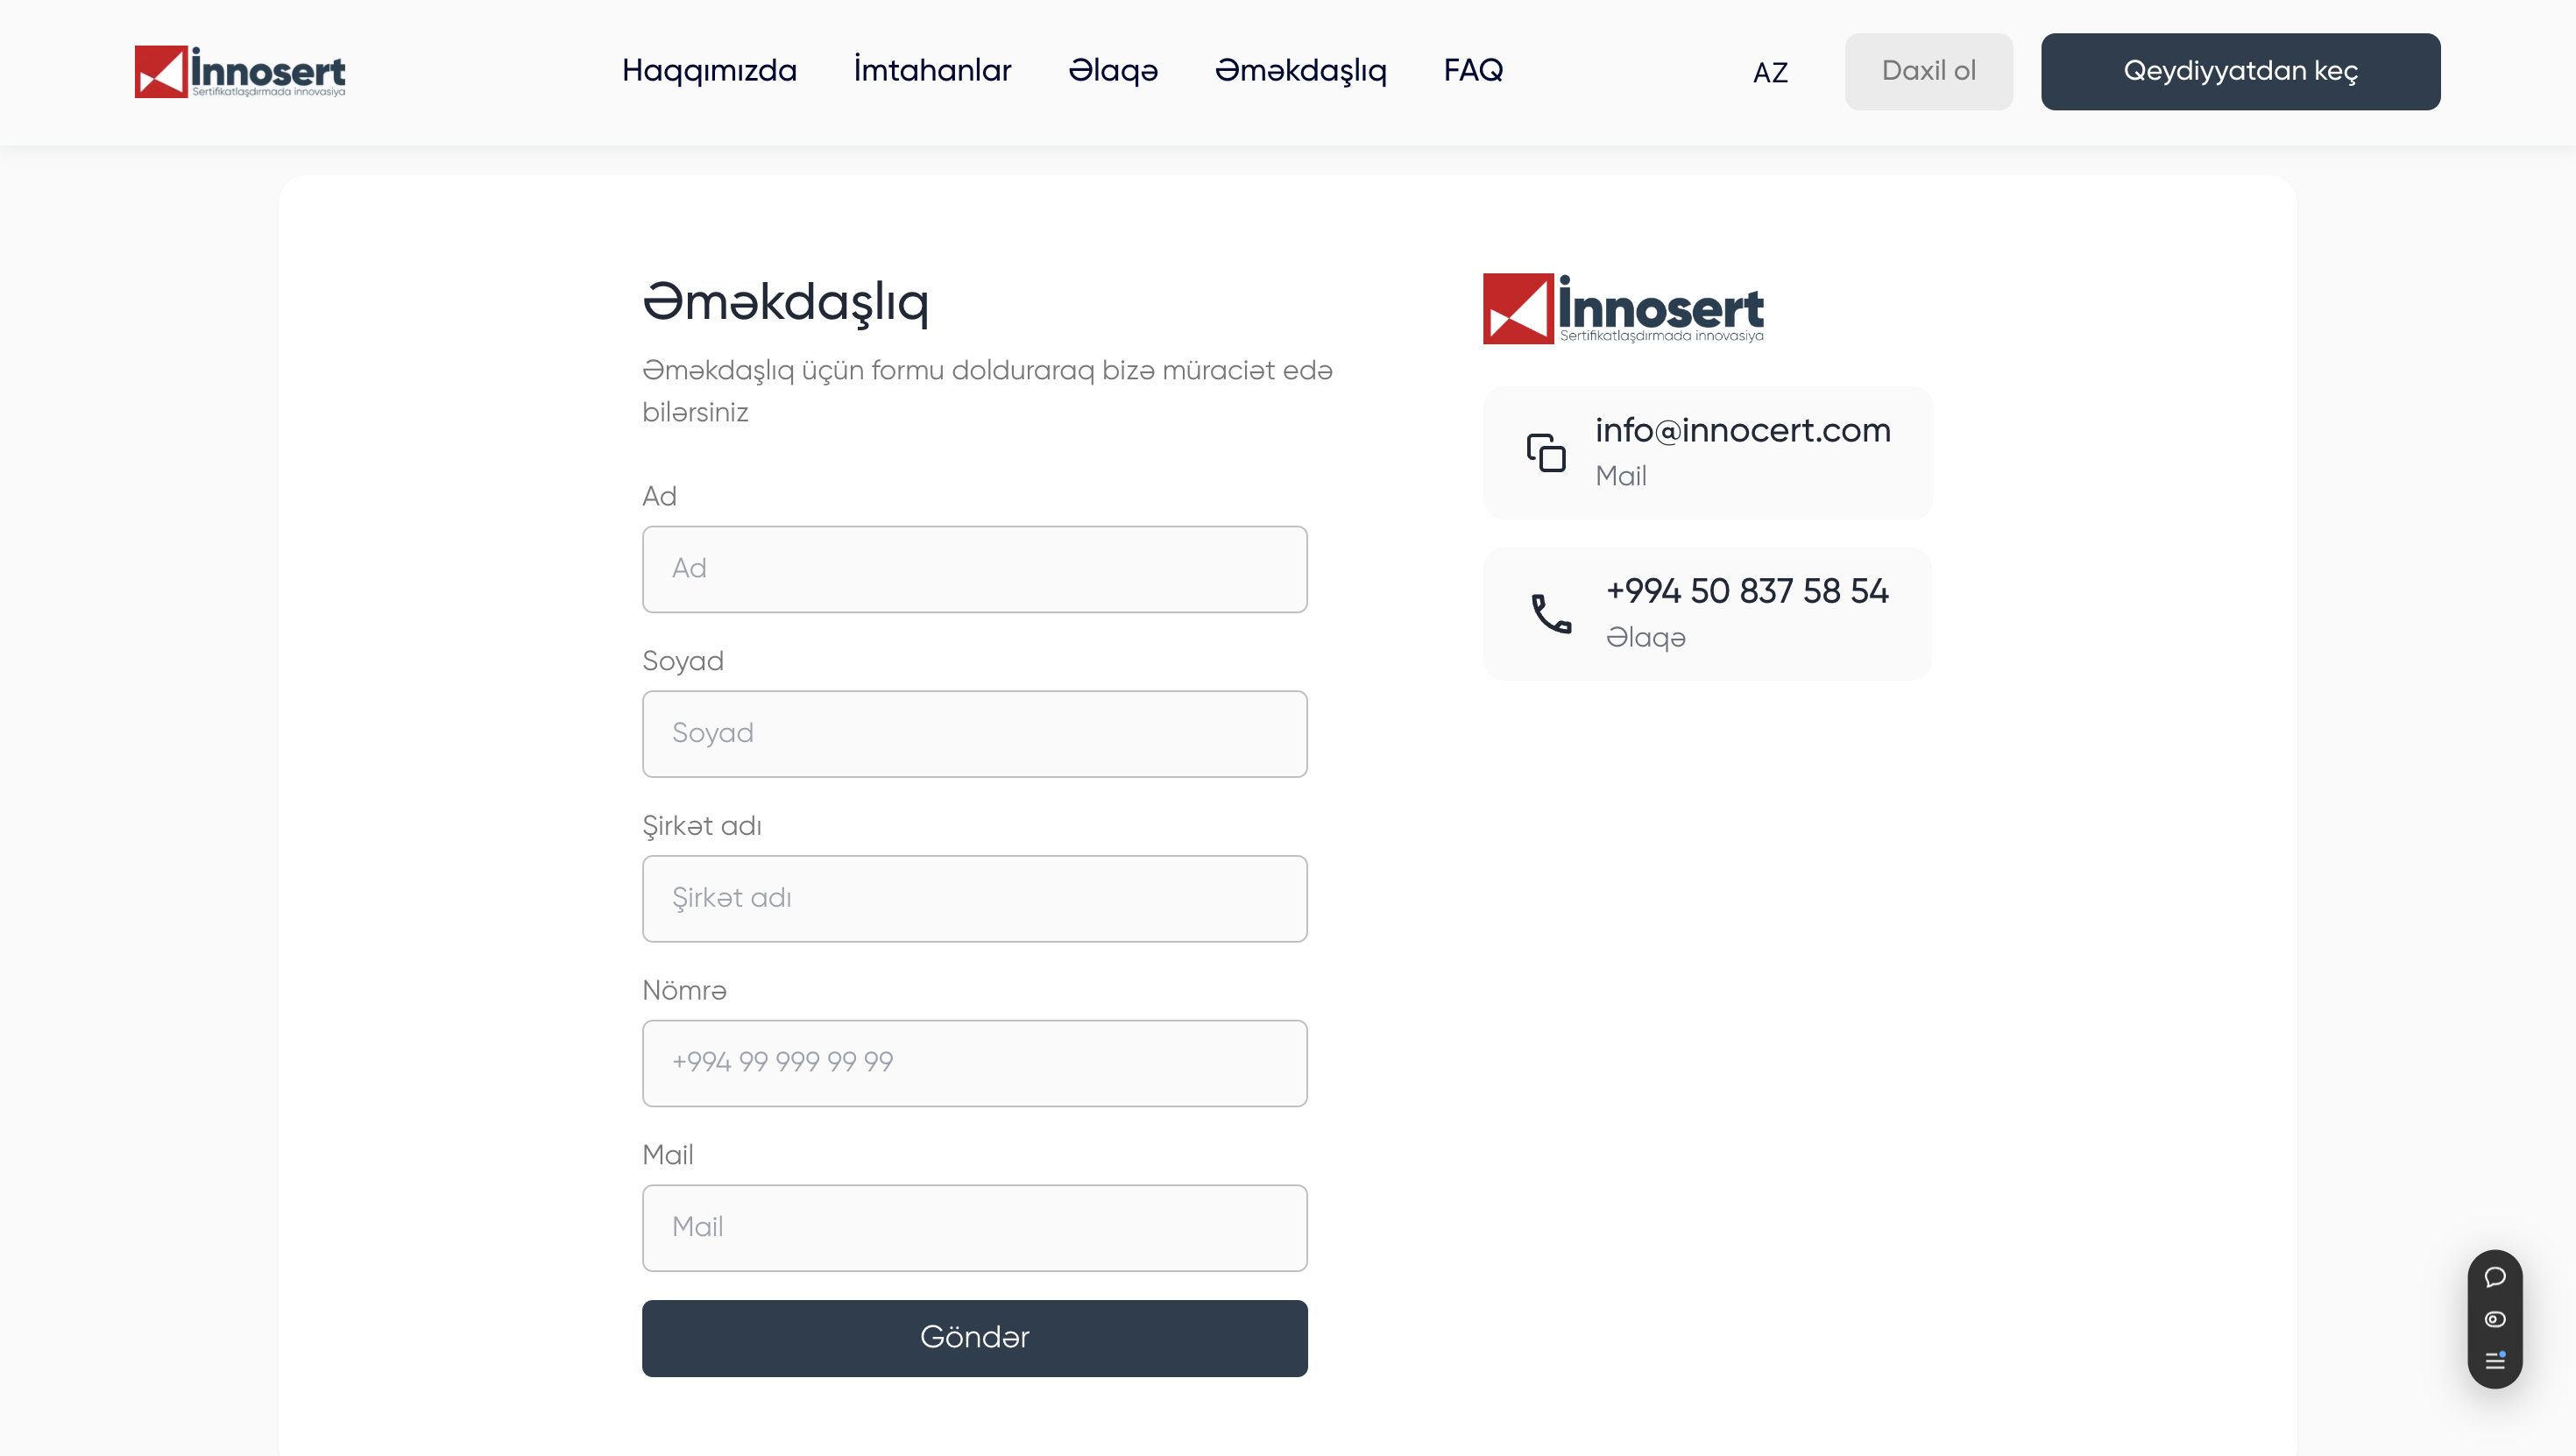 İnnosert
Sertifikatlaşdırmada innovasiya
Haqqımızda
İmtahanlar
Əlaqə
Əməkdaşlıq
FAQ
AZ
Daxil ol
Qeydiyyatdan keç
Əməkdaşlıq
Əməkdaşlıq üçün formu dolduraraq bizə müraciət edə
bilərsiniz
Ad
Ad
Soyad
Soyad
Şirkət adı
Şirkət adı
Nömrə
+994 99 999 99 99
Mail
Mail
Göndər
İnnosert
Sertifikatlaşdırmada innovasiya
info@innocert.com
Mail
+994 50 837 58 54
Əlaqə